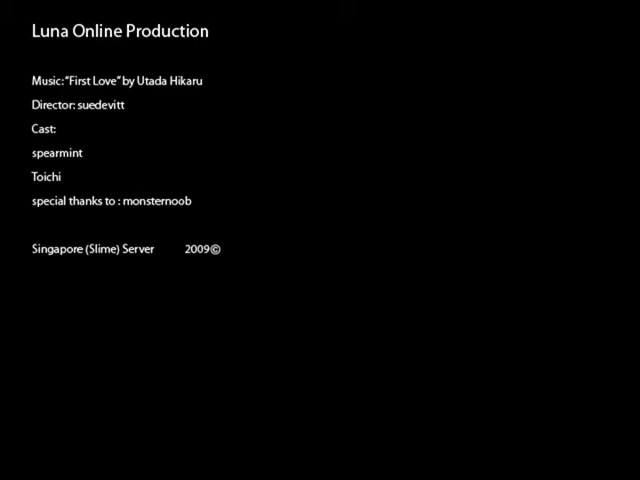 Luna Online Production
Music: “First Love” by Utada Hikaru
Director: suedevitt
Cast:
spearmint
Toichi
special thanks to : monsternoob
Singapore (Slime) Server 2009©